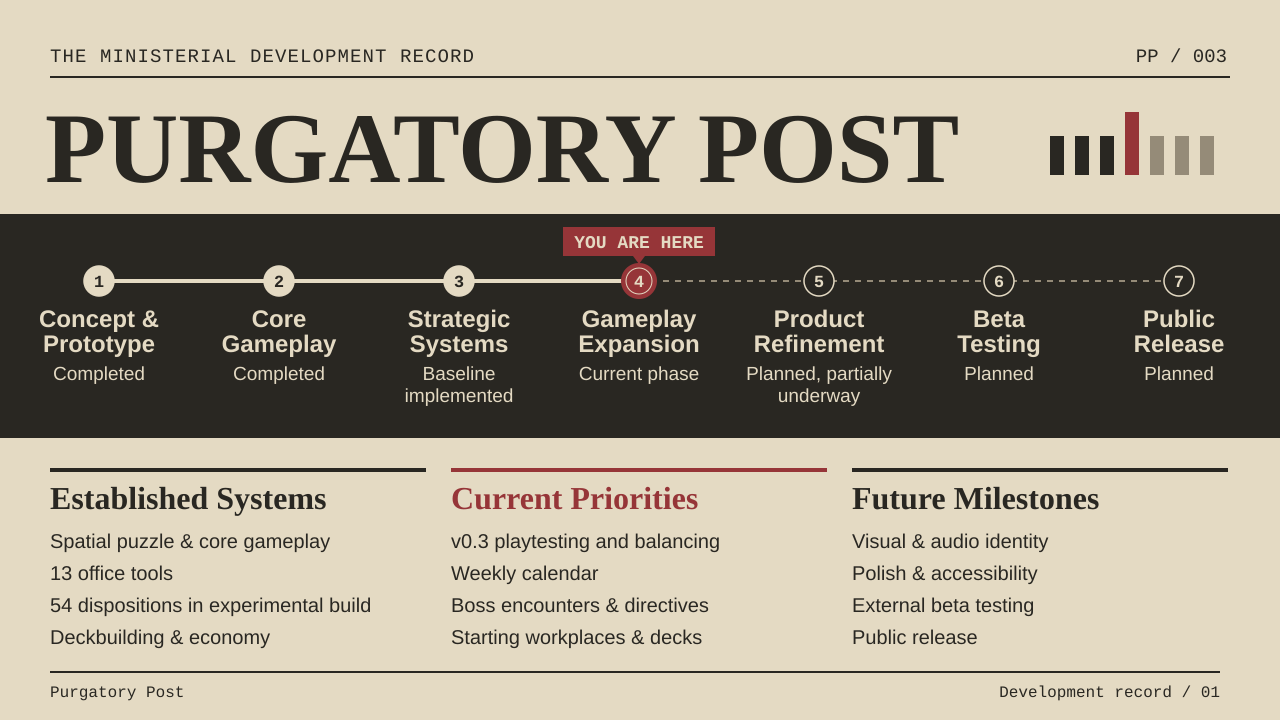 THE MINISTERIAL DEVELOPMENT RECORD
PP / 003
PURGATORY POST
YOU ARE HERE
1
2
3
4
5
6
7
Concept &
Prototype
Completed
Core
Gameplay
Completed
Strategic
Systems
Baseline
implemented
Gameplay
Expansion
Current phase
Product
Refinement
Planned, partially
underway
Beta
Testing
Planned
Public
Release
Planned
Established Systems
Spatial puzzle & core gameplay
13 office tools
54 dispositions in experimental build
Deckbuilding & economy
Current Priorities
v0.3 playtesting and balancing
Weekly calendar
Boss encounters & directives
Starting workplaces & decks
Future Milestones
Visual & audio identity
Polish & accessibility
External beta testing
Public release
Purgatory Post
Development record / 01